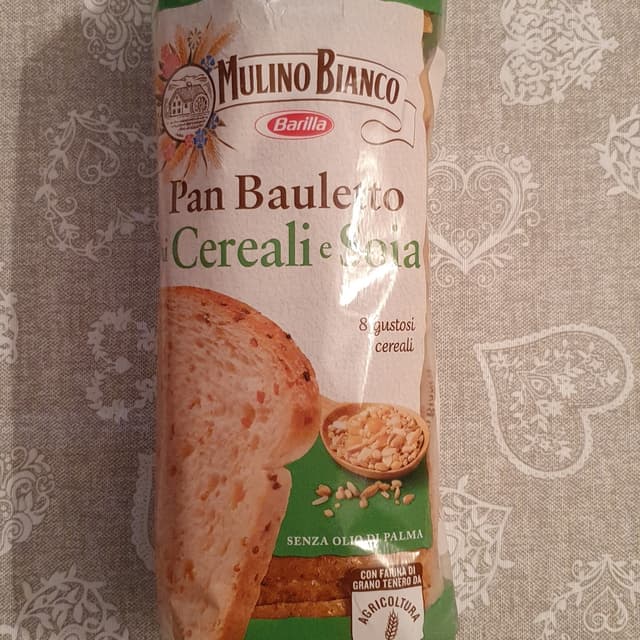 MULINO BIANCO
Barilla
Pan Bauletto
ai Cereali e Soia
8 gustosi
cereali
SENZA OLIO DI PALMA
CON FARINA DI
GRANO TENERO DA
AGRICOLTURA